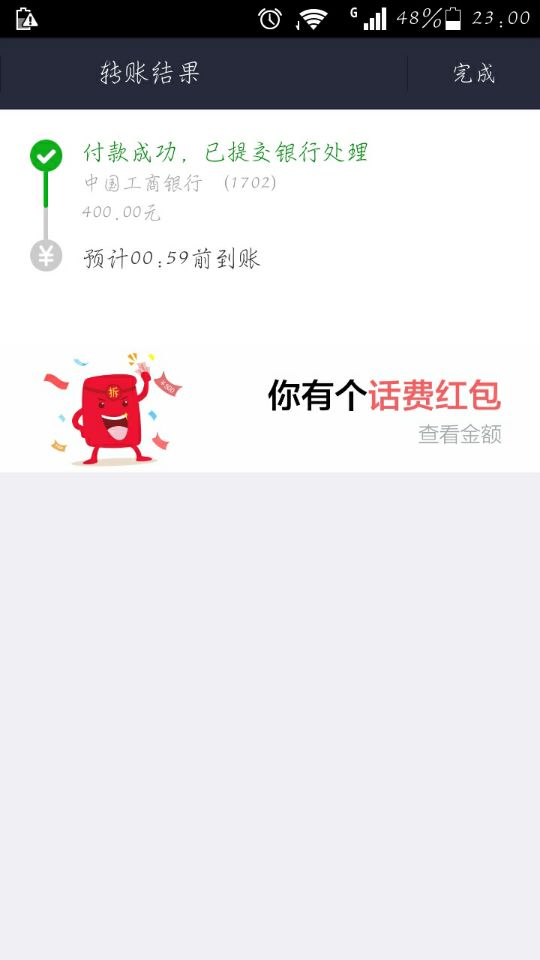 G 48% 23:00
转账结果 完成
付款成功，已提交银行处理
中国工商银行 (1702)
400.00元
预计00:59前到账
拆
¥500
你有个话费红包
查看金额